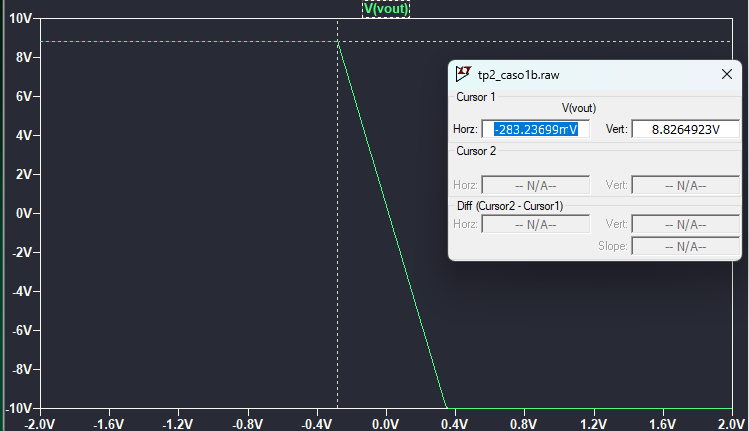 V(vout)
10V
8V
6V
4V
2V
0V
-2V
-4V
-6V
-8V
-10V
-2.0V -1.6V -1.2V -0.8V -0.4V 0.0V 0.4V 0.8V 1.2V 1.6V 2.0V
tp2_caso1b.raw
Cursor 1
V(vout)
Horz: -283.23699mV Vert: 8.8264923V
Cursor 2
Horz: -- N/A-- Vert: -- N/A--
Diff (Cursor2 - Cursor1)
Horz: -- N/A-- Vert: -- N/A--
Slope: -- N/A--